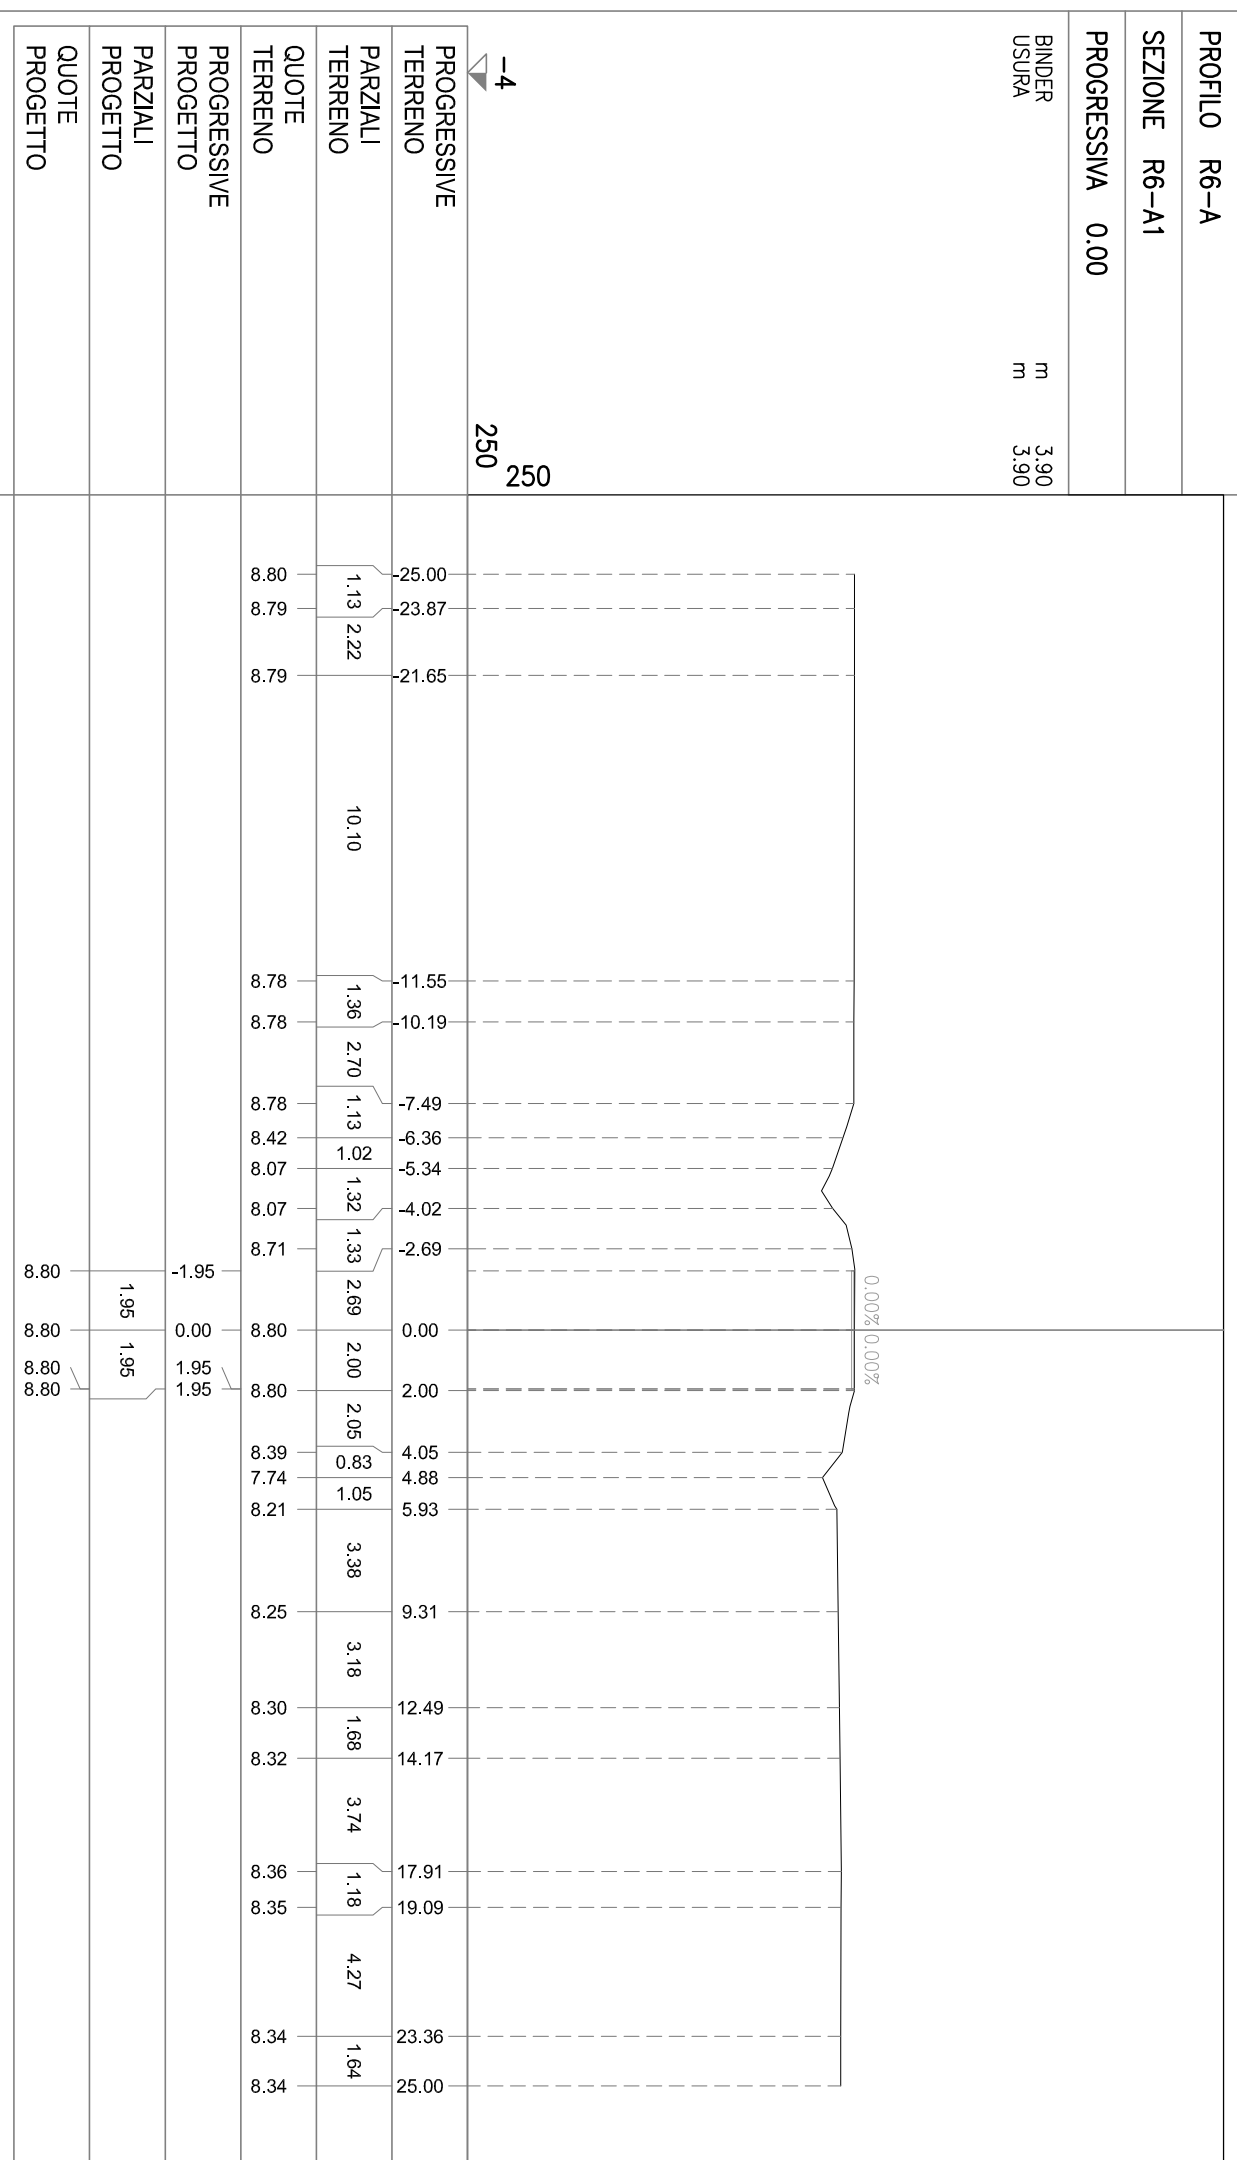 PROFILO R6-A
SEZIONE R6-A1
PROGRESSIVA 0.00
BINDER m 3.90
USURA m 3.90
0.00% 0.00%
250
250
-4
PROGRESSIVE
TERRENO
-25.00 -23.87 -21.65 -11.55 -10.19 -7.49 -6.36 -5.34 -4.02 -2.69 0.00 2.00 4.05 4.88 5.93 9.31 12.49 14.17 17.91 19.09 23.36 25.00
PARZIALI
TERRENO
1.13 2.22 10.10 1.36 2.70 1.13 1.02 1.32 1.33 2.69 2.00 2.05 0.83 1.05 3.38 3.18 1.68 3.74 1.18 4.27 1.64
QUOTE
TERRENO
8.80 8.79 8.79 8.78 8.78 8.78 8.42 8.07 8.07 8.71 8.80 8.80 8.39 7.74 8.21 8.25 8.30 8.32 8.36 8.35 8.34 8.34
PROGRESSIVE
PROGETTO
-1.95 0.00 1.95 1.95
PARZIALI
PROGETTO
1.95 1.95
QUOTE
PROGETTO
8.80 8.80 8.80 8.80